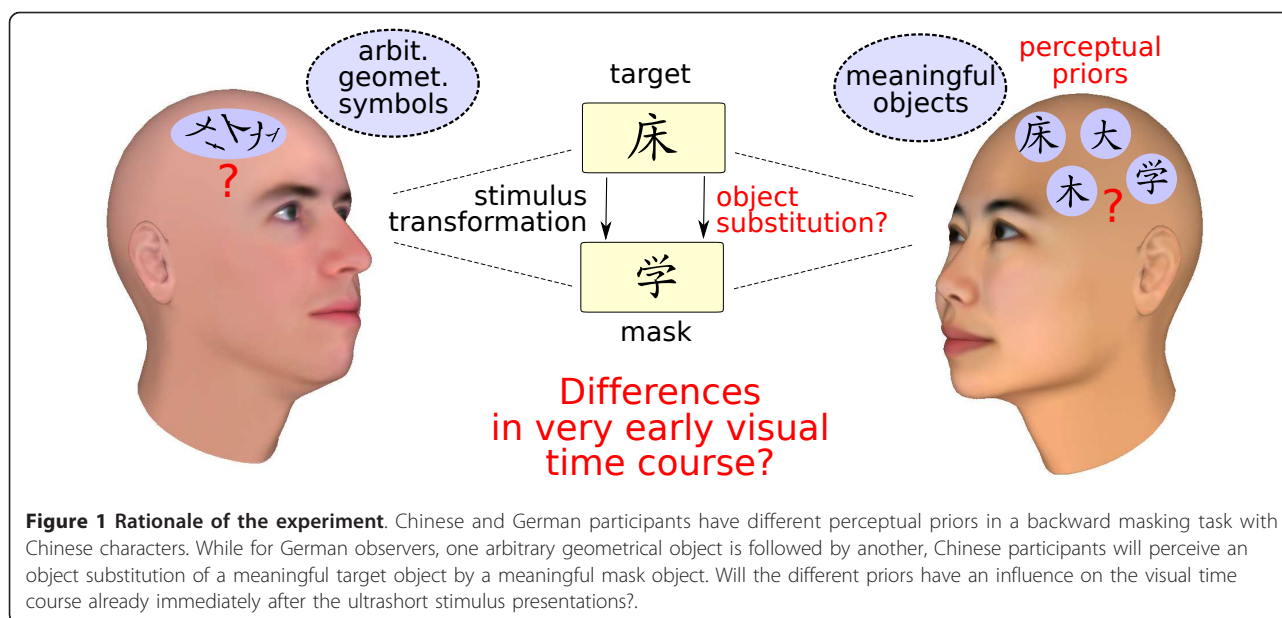 arbit.
geomet.
symbols
?
target
床
stimulus
transformation
object
substitution?
学
mask
Differences
in very early visual
time course?
meaningful
objects
perceptual
priors
床 大
木 ? 学
Figure 1 Rationale of the experiment. Chinese and German participants have different perceptual priors in a backward masking task with
Chinese characters. While for German observers, one arbitrary geometrical object is followed by another, Chinese participants will perceive an
object substitution of a meaningful target object by a meaningful mask object. Will the different priors have an influence on the visual time
course already immediately after the ultrashort stimulus presentations?.